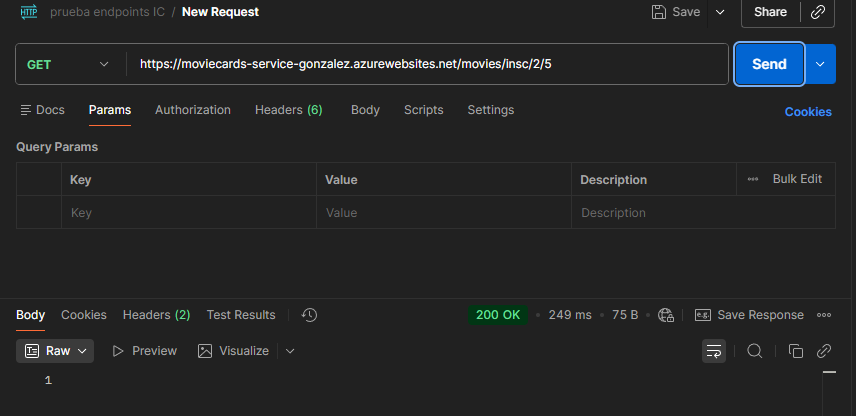 HTTP prueba endpoints IC / New Request Save Share
GET https://moviecards-service-gonzalez.azurewebsites.net/movies/insc/2/5 Send
Docs Params Authorization Headers (6) Body Scripts Settings Cookies
Query Params
Key Value Description Bulk Edit
Key Value Description
Body Cookies Headers (2) Test Results 200 OK • 249 ms • 75 B • e.g. Save Response
Raw Preview Visualize
1